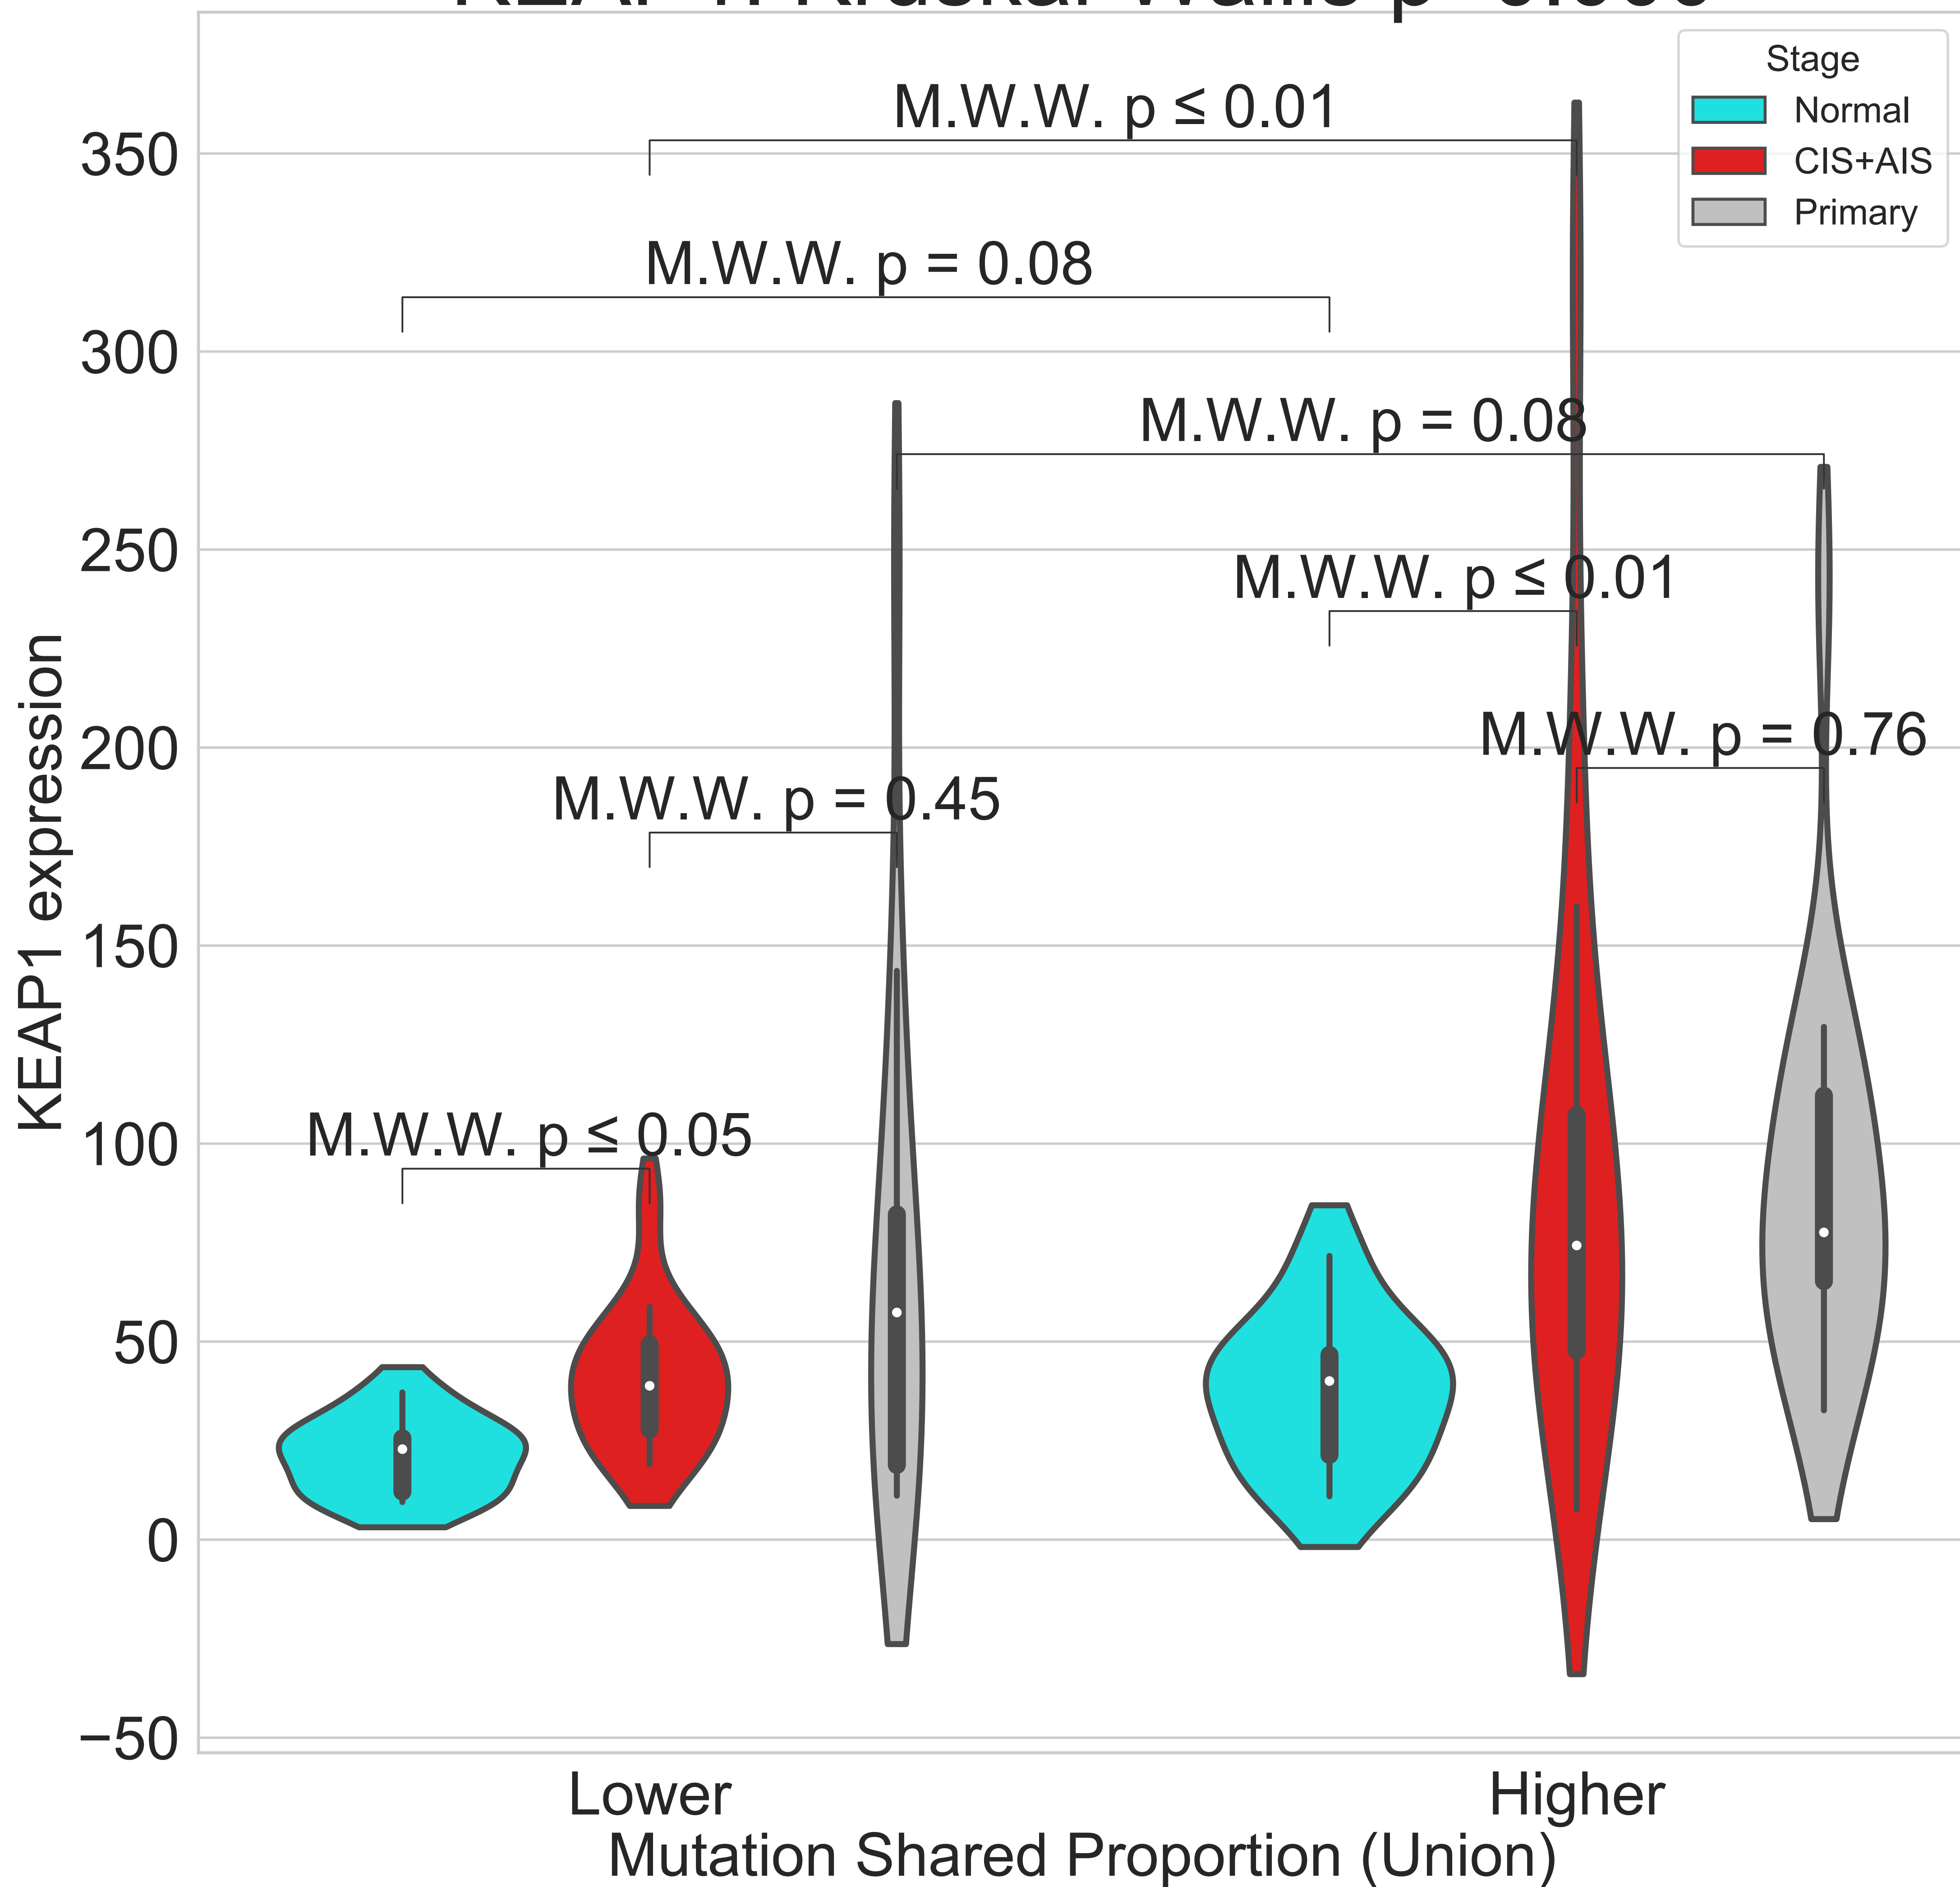 Stage
Normal
CIS+AIS
Primary
M.W.W. p ≤ 0.01
M.W.W. p = 0.08
M.W.W. p = 0.08
M.W.W. p ≤ 0.01
M.W.W. p = 0.76
M.W.W. p = 0.45
M.W.W. p ≤ 0.05
350
300
250
200
150
100
50
0
−50
KEAP1 expression
Lower
Higher
Mutation Shared Proportion (Union)